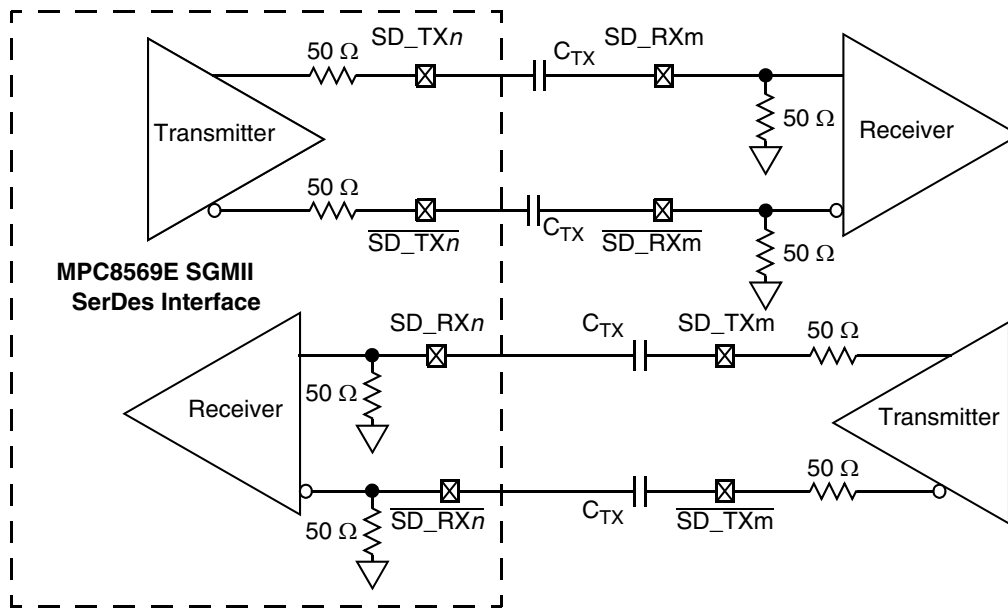 SD_TXn
50 Ω
C_TX
SD_RXm
50 Ω
Transmitter
Receiver
50 Ω
SD_TXn
C_TX
SD_RXm
50 Ω
MPC8569E SGMII
SerDes Interface
SD_RXn
C_TX
SD_TXm
50 Ω
50 Ω
Receiver
Transmitter
50 Ω
SD_RXn
C_TX
SD_TXm
50 Ω